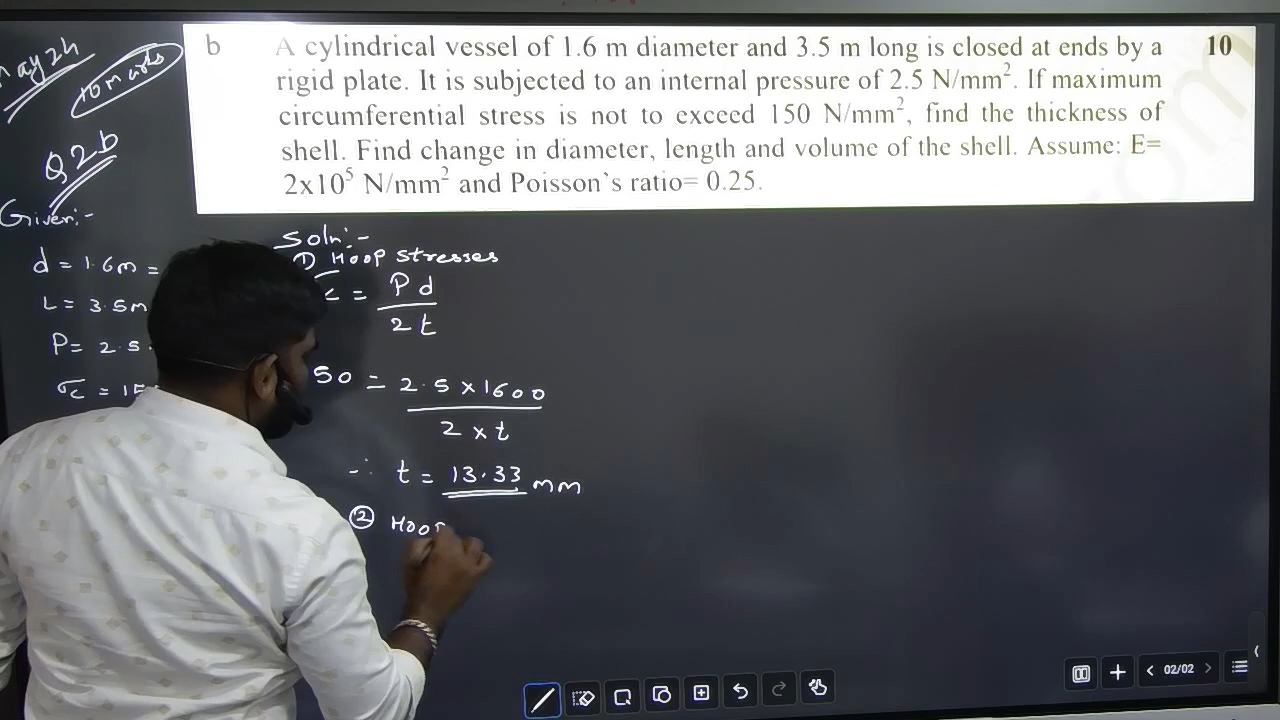 b A cylindrical vessel of 1.6 m diameter and 3.5 m long is closed at ends by a 10
rigid plate. It is subjected to an internal pressure of 2.5 N/mm². If maximum
circumferential stress is not to exceed 150 N/mm², find the thickness of
shell. Find change in diameter, length and volume of the shell. Assume: E=
2x10⁵ N/mm² and Poisson`s ratio= 0.25.
ay24
10 marks
Q2b
Given:-
d = 1.6m =
L = 3.5m
P= 2.5
σc = 15
Soln:-
① Hoop stresses
c = Pd
2t
50 = 2.5 × 1600
2 × t
∴ t = 13.33 mm
② Hoop
02/02